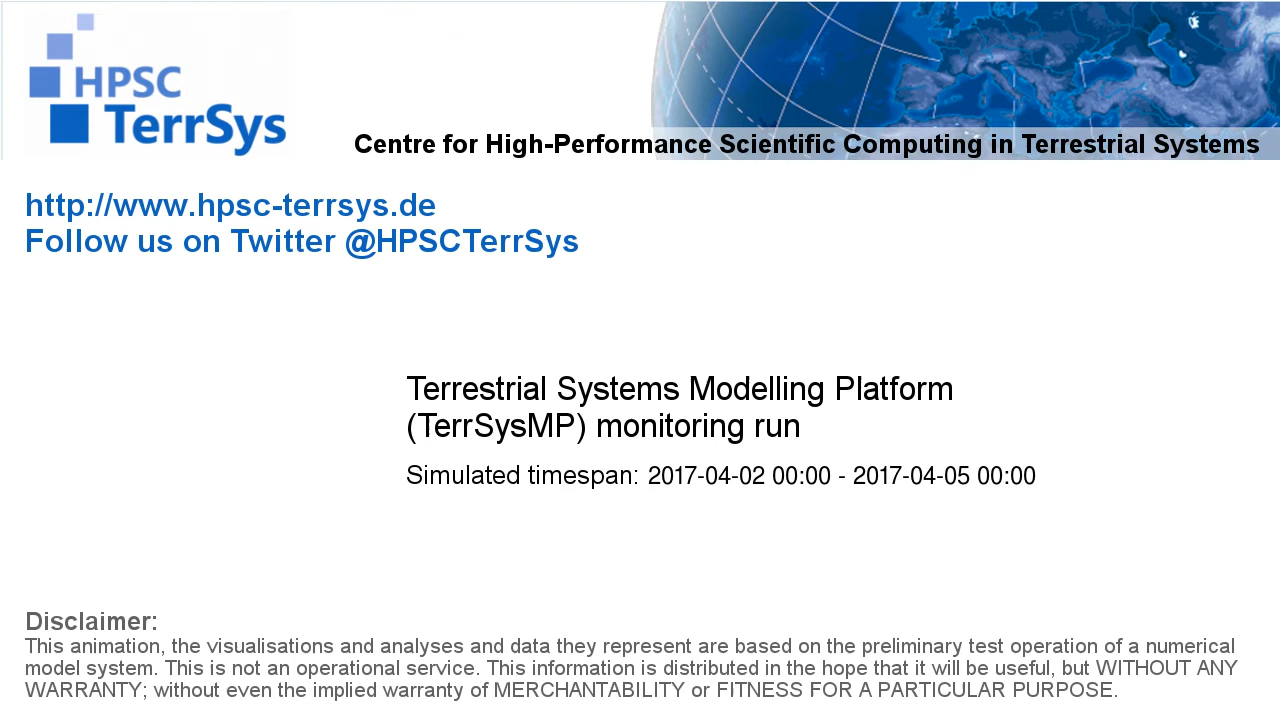 HPSC
TerrSys
Centre for High-Performance Scientific Computing in Terrestrial Systems
http://www.hpsc-terrsys.de
Follow us on Twitter @HPSCTerrSys
Terrestrial Systems Modelling Platform
(TerrSysMP) monitoring run
Simulated timespan: 2017-04-02 00:00 - 2017-04-05 00:00
Disclaimer:
This animation, the visualisations and analyses and data they represent are based on the preliminary test operation of a numerical
model system. This is not an operational service. This information is distributed in the hope that it will be useful, but WITHOUT ANY
WARRANTY; without even the implied warranty of MERCHANTABILITY or FITNESS FOR A PARTICULAR PURPOSE.